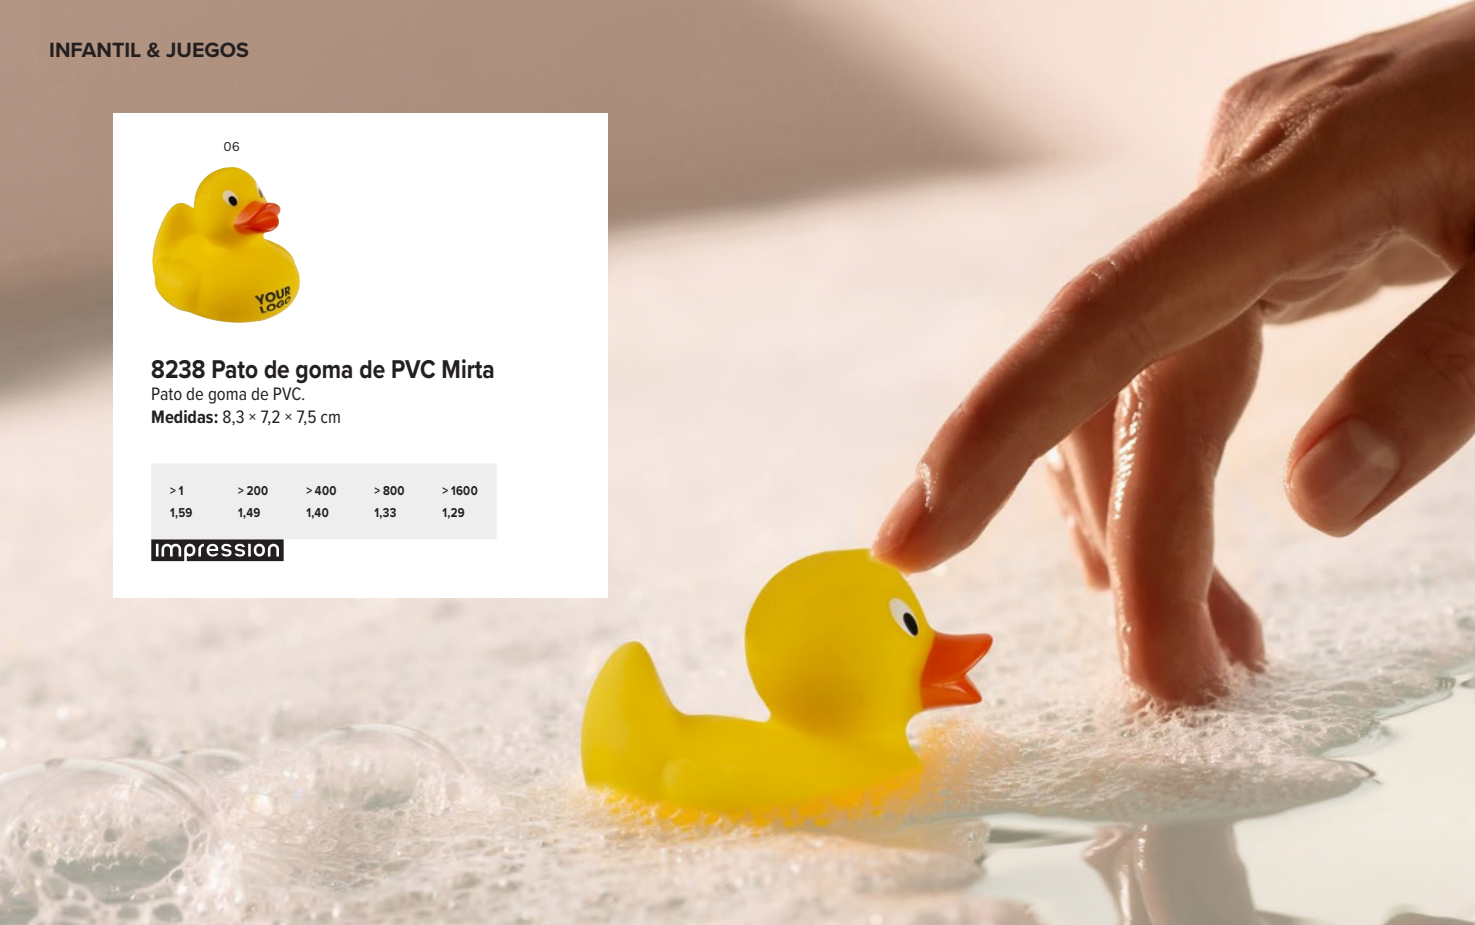 INFANTIL & JUEGOS
06
YOUR
LOGO
8238 Pato de goma de PVC Mirta
Pato de goma de PVC.
Medidas: 8,3 × 7,2 × 7,5 cm
> 1 > 200 > 400 > 800 > 1600
1,59 1,49 1,40 1,33 1,29
impression